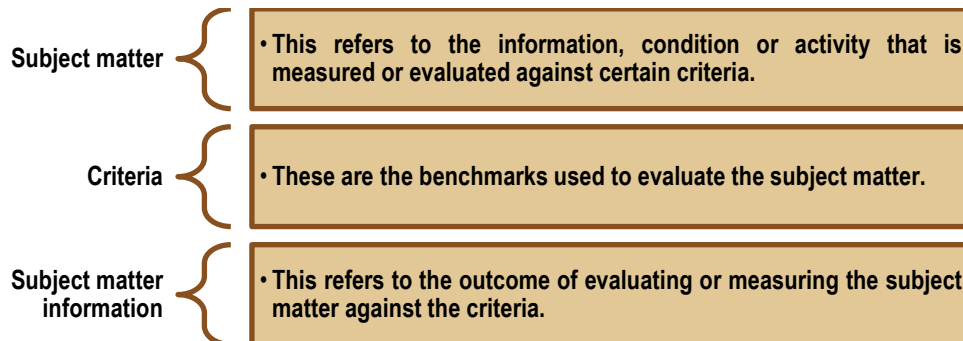 Subject matter
• This refers to the information, condition or activity that is
measured or evaluated against certain criteria.
Criteria
• These are the benchmarks used to evaluate the subject matter.
Subject matter
information
• This refers to the outcome of evaluating or measuring the subject
matter against the criteria.